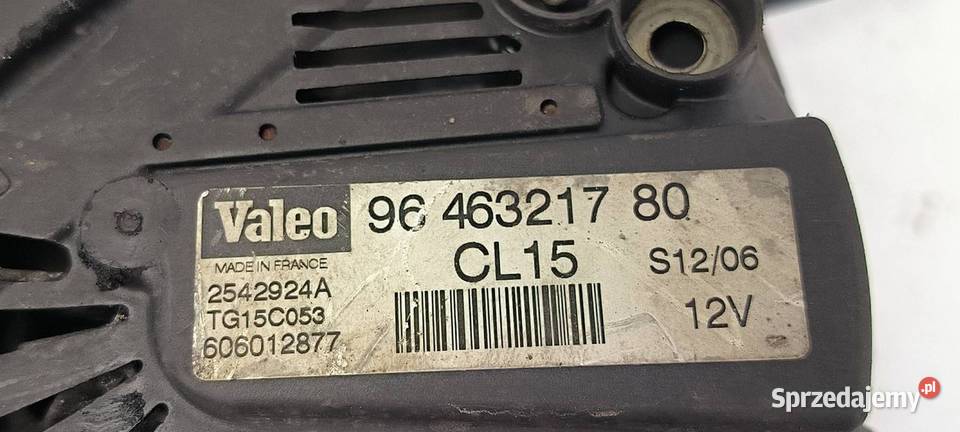 Valeo 96 463217 80
MADE IN FRANCE CL15 S12/06
2542924A
TG15C053 12V
606012877
Sprzedajemy.pl